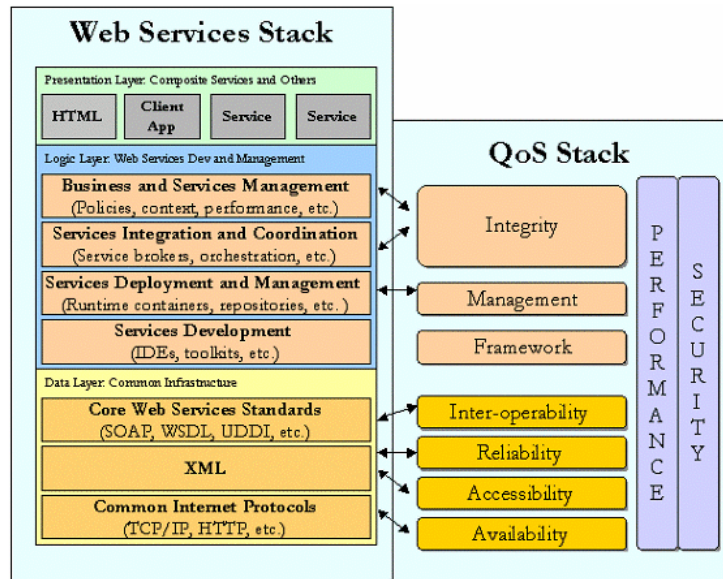 Web Services Stack
Presentation Layer: Composite Services and Others
HTML
Client
App
Service
Service
Logic Layer: Web Services Dev and Management
Business and Services Management
(Policies, context, performance, etc.)
Services Integration and Coordination
(Service brokers, orchestration, etc.)
Services Deployment and Management
(Runtime containers, repositories, etc. )
Services Development
(IDEs, toolkits, etc.)
Data Layer: Common Infrastructure
Core Web Services Standards
(SOAP, WSDL, UDDI, etc.)
XML
Common Internet Protocols
(TCP/IP, HTTP, etc.)
QoS Stack
Integrity
Management
Framework
Inter-operability
Reliability
Accessibility
Availability
PERFORMANCE
SECURITY